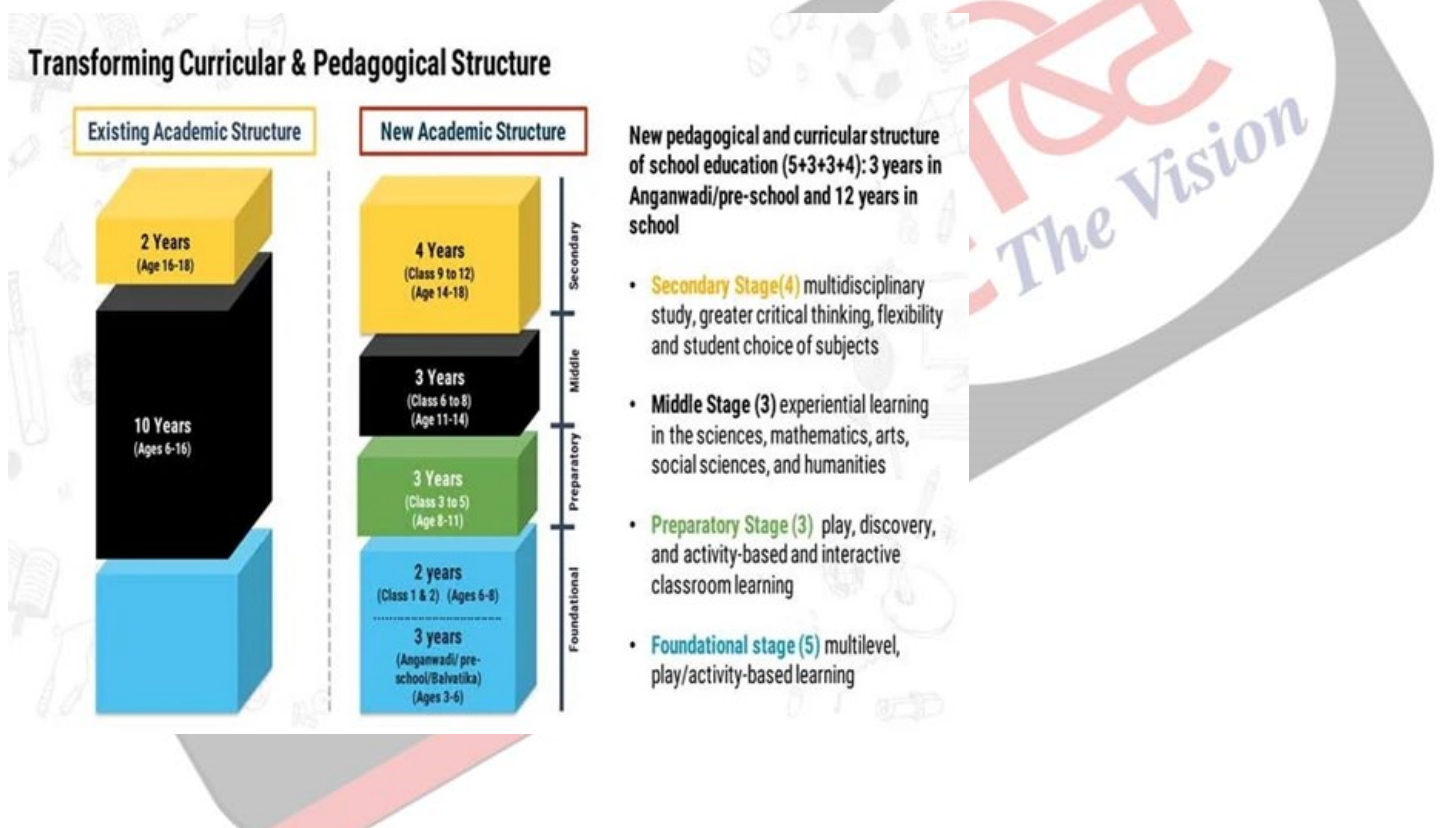 Transforming Curricular & Pedagogical Structure
Existing Academic Structure
2 Years
(Age 16-18)
10 Years
(Ages 6-16)
New Academic Structure
4 Years
(Class 9 to 12)
(Age 14-18)
Secondary
3 Years
(Class 6 to 8)
(Age 11-14)
Middle
3 Years
(Class 3 to 5)
(Age 8-11)
Preparatory
2 years
(Class 1 & 2) (Ages 6-8)
3 years
(Anganwadi/ pre-
school/Balvatika)
(Ages 3-6)
Foundational
New pedagogical and curricular structure
of school education (5+3+3+4): 3 years in
Anganwadi/pre-school and 12 years in
school
• Secondary Stage(4) multidisciplinary
study, greater critical thinking, flexibility
and student choice of subjects
• Middle Stage (3) experiential learning
in the sciences, mathematics, arts,
social sciences, and humanities
• Preparatory Stage (3) play, discovery,
and activity-based and interactive
classroom learning
• Foundational stage (5) multilevel,
play/activity-based learning
The Vision